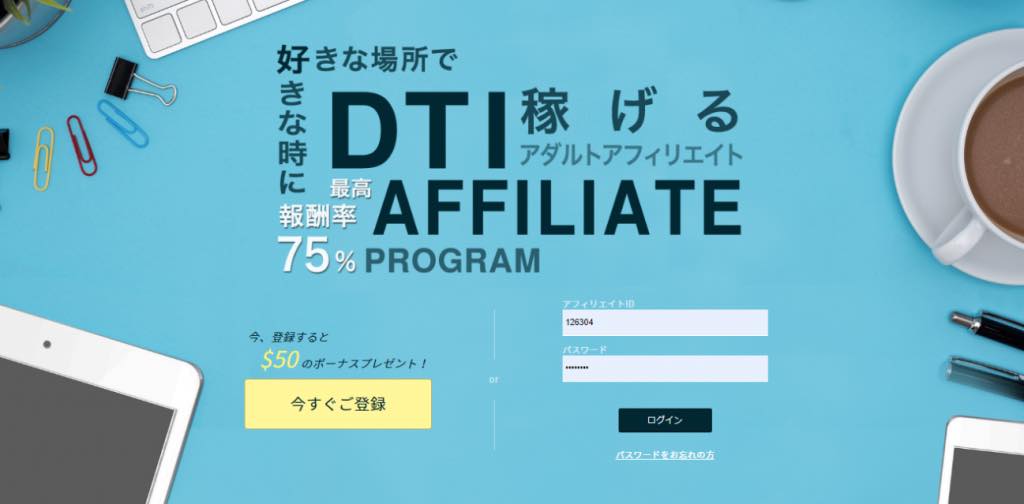 好きな場所で
好きな時に
DTI
稼げる
アダルトアフィリエイト
最高
報酬率
75%
AFFILIATE
PROGRAM
今、登録すると
$50のボーナスプレゼント!
今すぐご登録
or
アフィリエイトID
126304
パスワード
••••••••
ログイン
パスワードをお忘れの方